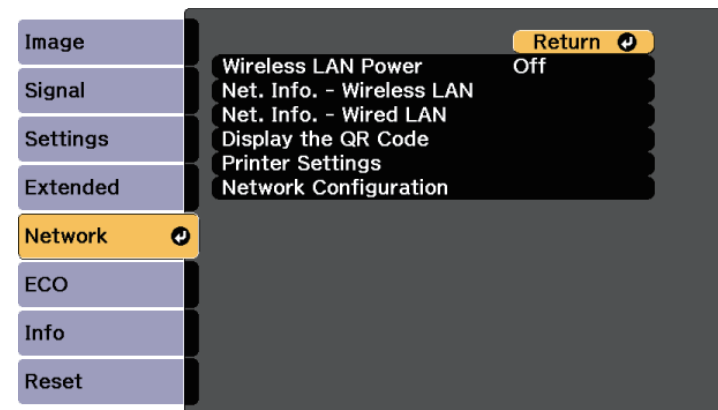 Image
Signal
Settings
Extended
Network
ECO
Info
Reset
Return
Wireless LAN Power Off
Net. Info. - Wireless LAN
Net. Info. - Wired LAN
Display the QR Code
Printer Settings
Network Configuration